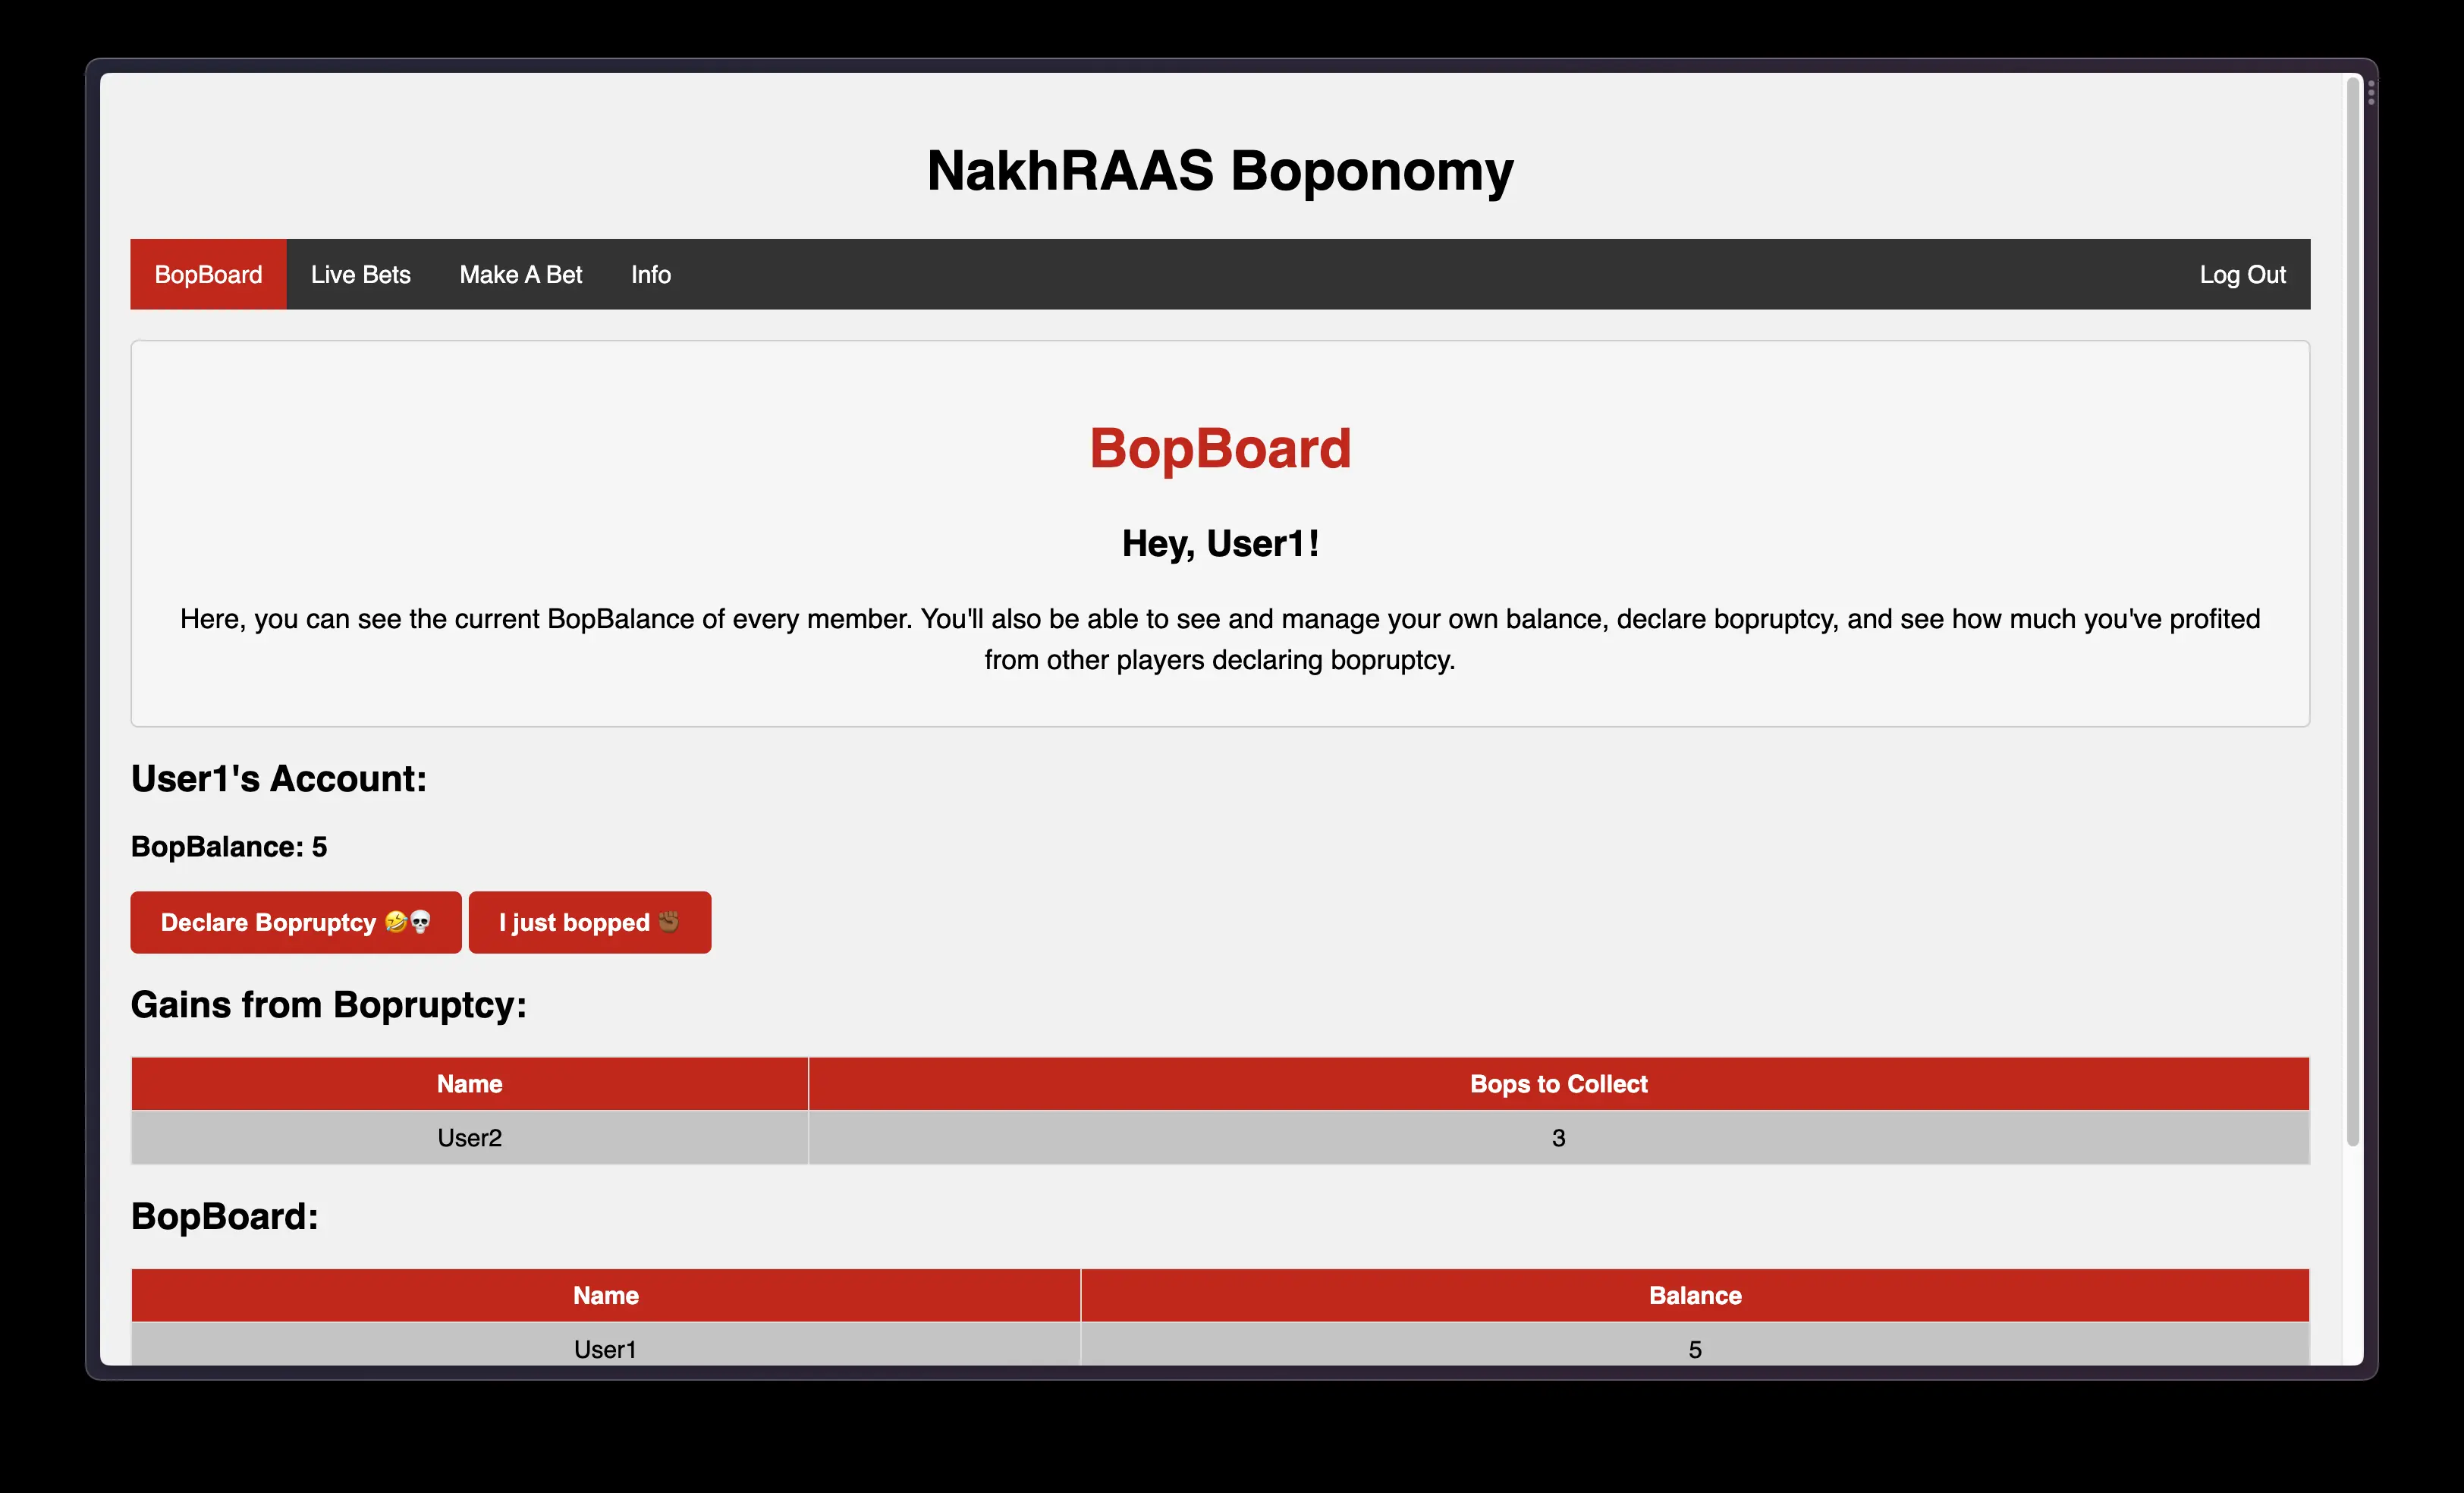 NakhRAAS Boponomy
BopBoard Live Bets Make A Bet Info Log Out
BopBoard
Hey, User1!
Here, you can see the current BopBalance of every member. You'll also be able to see and manage your own balance, declare bopruptcy, and see how much you've profited
from other players declaring bopruptcy.
User1's Account:
BopBalance: 5
Declare Bopruptcy 🤣💀 I just bopped ✊🏾
Gains from Bopruptcy:
Name Bops to Collect
User2 3
BopBoard:
Name Balance
User1 5